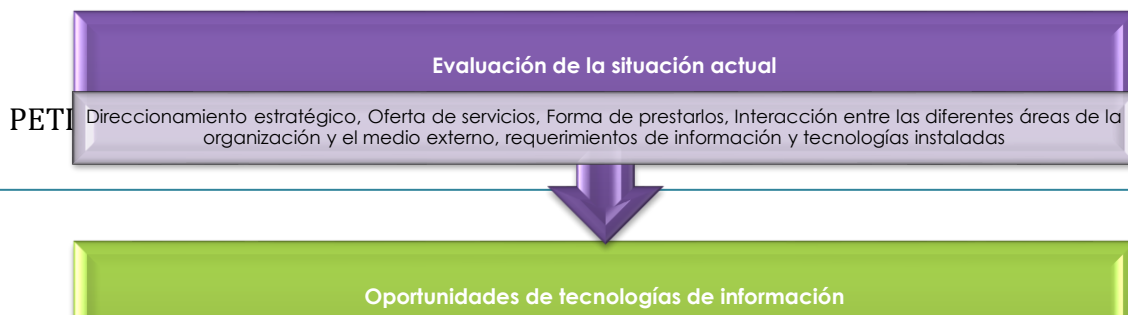 Evaluación de la situación actual
PETI
Direccionamiento estratégico, Oferta de servicios, Forma de prestarlos, Interacción entre las diferentes áreas de la
organización y el medio externo, requerimientos de información y tecnologías instaladas
Oportunidades de tecnologías de información